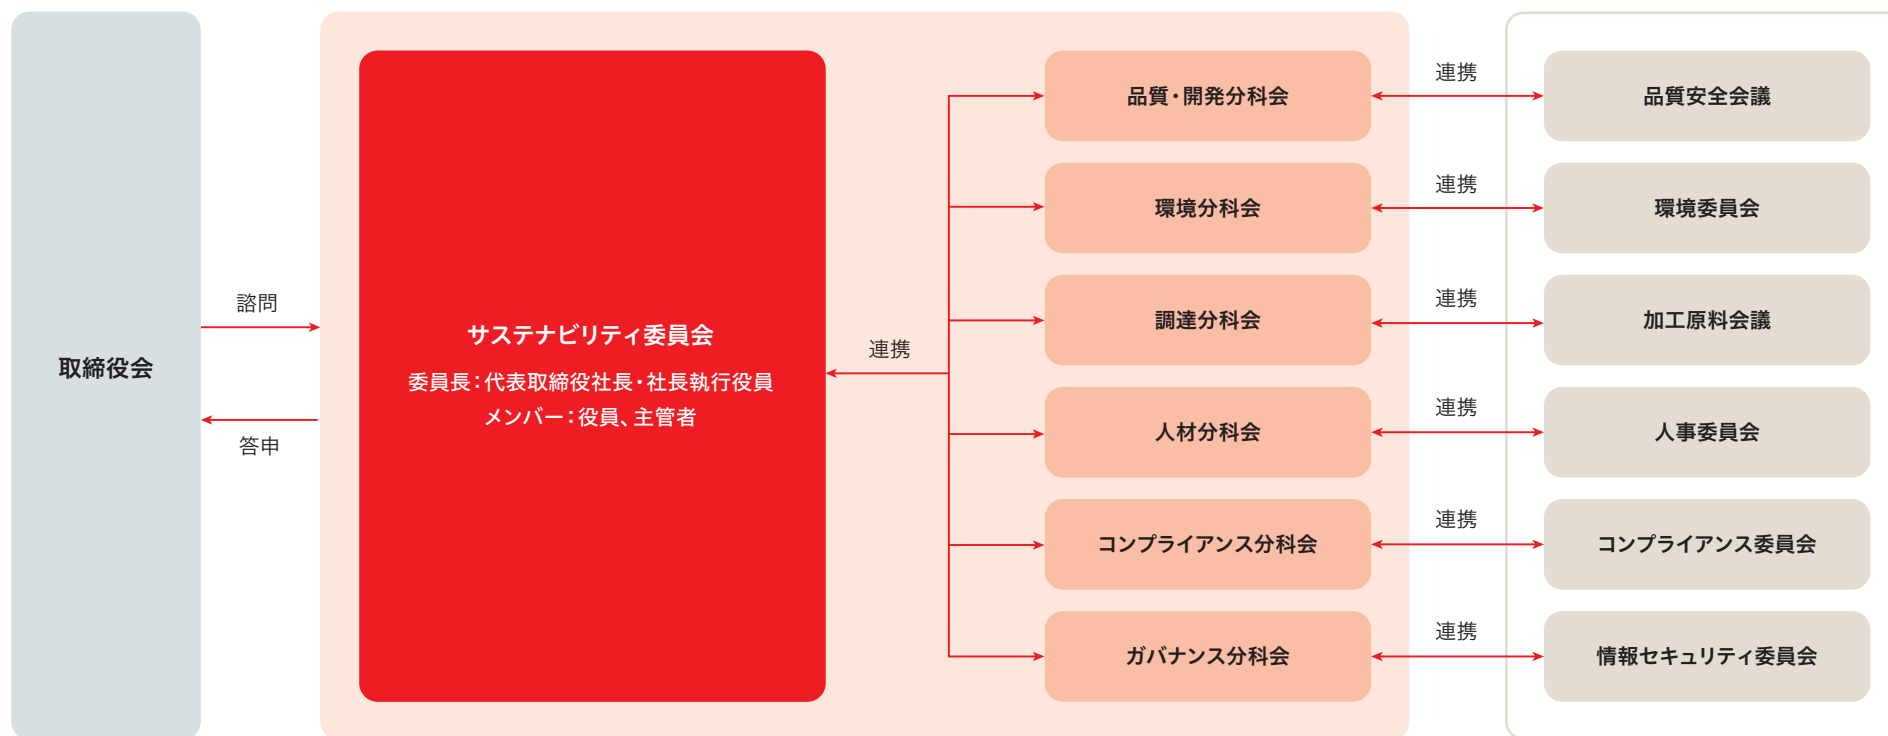 取締役会
諮問
答申
サステナビリティ委員会
委員長：代表取締役社長・社長執行役員
メンバー：役員、主管者
連携
品質・開発分科会
連携
品質安全会議
環境分科会
連携
環境委員会
調達分科会
連携
加工原料会議
人材分科会
連携
人事委員会
コンプライアンス分科会
連携
コンプライアンス委員会
ガバナンス分科会
連携
情報セキュリティ委員会